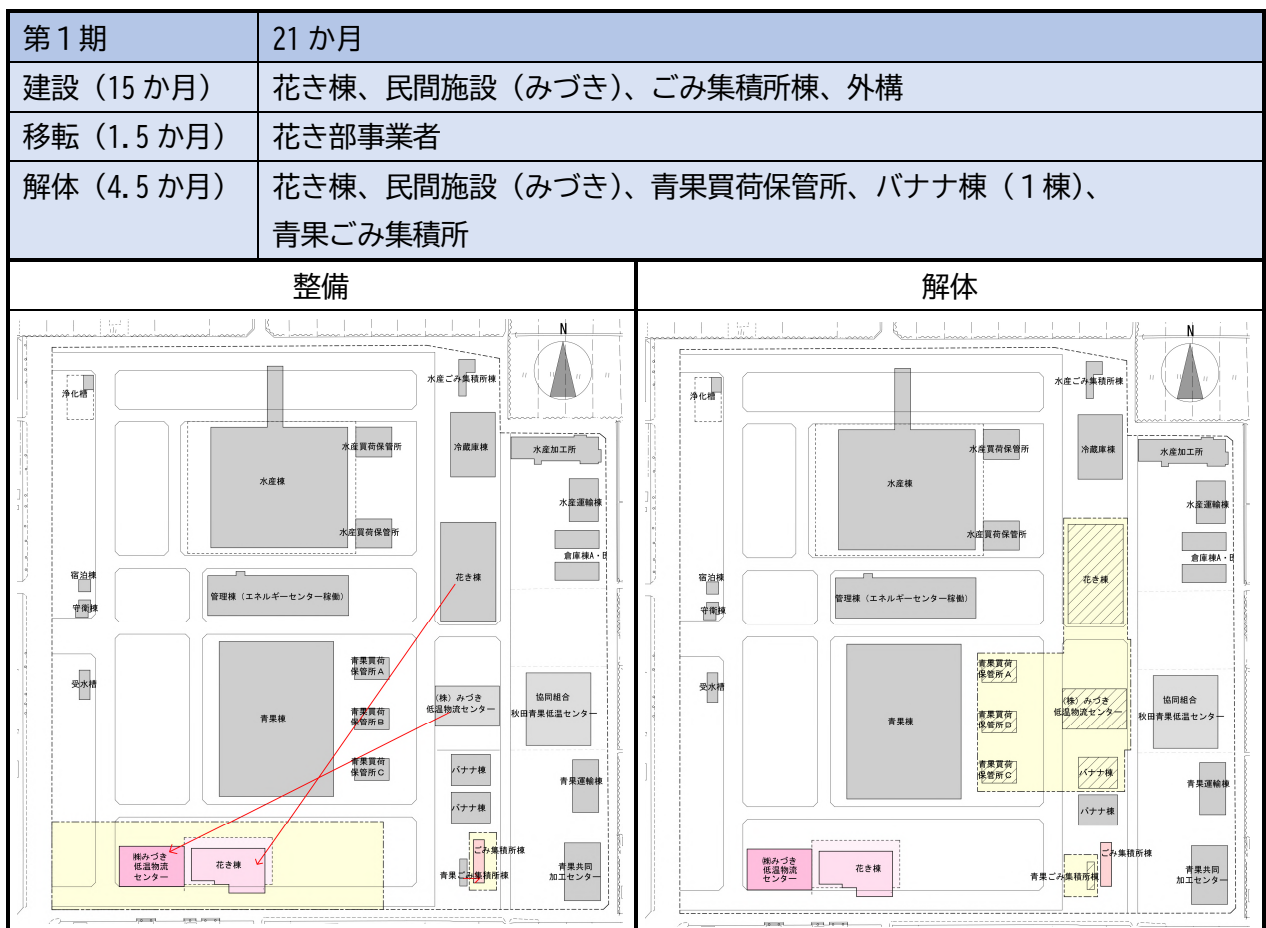 第1期
21 か月
建設（15 か月）
花き棟、民間施設（みづき）、ごみ集積所棟、外構
移転（1.5 か月）
花き部事業者
解体（4.5 か月）
花き棟、民間施設（みづき）、青果買荷保管所、バナナ棟（1棟）、
青果ごみ集積所
整備
解体
N
水産ごみ集積所棟
浄化槽
水産買荷保管所
冷蔵庫棟
水産加工所
水産棟
水産運輸棟
水産買荷保管所
倉庫棟A・B
花き棟
宿泊棟
管理棟（エネルギーセンター稼働）
守衛棟
青果買荷
保管所A
受水槽
（株）みづき
低温物流センター
協同組合
秋田青果低温センター
青果棟
青果買荷
保管所B
青果買荷
保管所C
バナナ棟
青果運輸棟
バナナ棟
㈱みづき
低温物流
センター
花き棟
ごみ集積所棟
青果ごみ集積所棟
青果共同
加工センター
N
水産ごみ集積所棟
浄化槽
水産買荷保管所
冷蔵庫棟
水産加工所
水産棟
水産運輸棟
水産買荷保管所
倉庫棟A・B
花き棟
宿泊棟
管理棟（エネルギーセンター稼働）
守衛棟
青果買荷
保管所A
受水槽
（株）みづき
低温物流センター
協同組合
秋田青果低温センター
青果棟
青果買荷
保管所B
青果買荷
保管所C
バナナ棟
青果運輸棟
バナナ棟
㈱みづき
低温物流
センター
花き棟
ごみ集積所棟
青果ごみ集積所棟
青果共同
加工センター